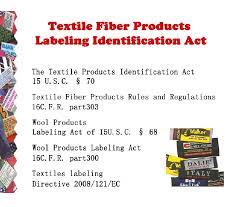 Textile Fiber Products
Labeling Identification Act
The Textile Products Identification Act
15 U.S.C. § 70
Textile Fiber Products Rules and Regulations
16C.F.R. part303
Wool Products
Labeling Act of 15U.S.C. § 68
Wool Products Labeling Act
16C.F.R. part300
Textiles labeling
Directive 2008/121/EC
Walker
DALIE
ITALY